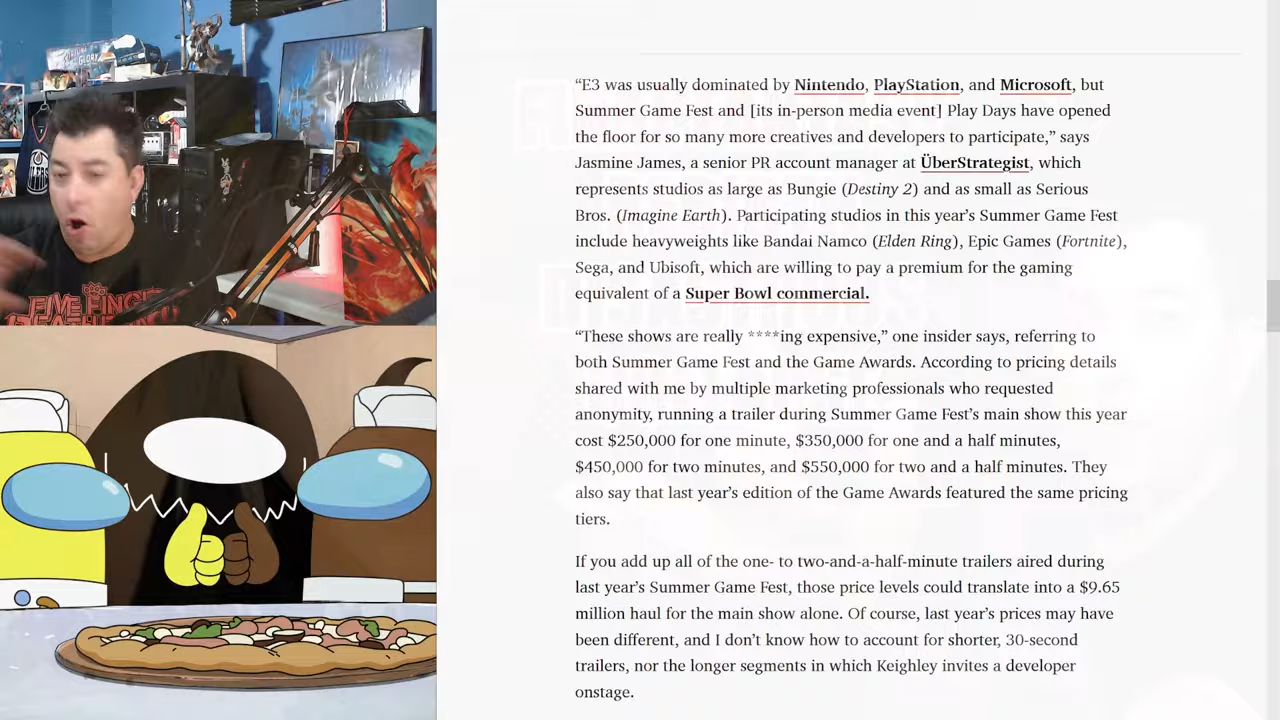 GLORY
FIVE FINGER
DEATH PUNCH
“E3 was usually dominated by Nintendo, PlayStation, and Microsoft, but
Summer Game Fest and [its in-person media event] Play Days have opened
the floor for so many more creatives and developers to participate,” says
Jasmine James, a senior PR account manager at ÜberStrategist, which
represents studios as large as Bungie (Destiny 2) and as small as Serious
Bros. (Imagine Earth). Participating studios in this year’s Summer Game Fest
include heavyweights like Bandai Namco (Elden Ring), Epic Games (Fortnite),
Sega, and Ubisoft, which are willing to pay a premium for the gaming
equivalent of a Super Bowl commercial.
“These shows are really ****ing expensive,” one insider says, referring to
both Summer Game Fest and the Game Awards. According to pricing details
shared with me by multiple marketing professionals who requested
anonymity, running a trailer during Summer Game Fest’s main show this year
cost $250,000 for one minute, $350,000 for one and a half minutes,
$450,000 for two minutes, and $550,000 for two and a half minutes. They
also say that last year’s edition of the Game Awards featured the same pricing
tiers.
If you add up all of the one- to two-and-a-half-minute trailers aired during
last year’s Summer Game Fest, those price levels could translate into a $9.65
million haul for the main show alone. Of course, last year’s prices may have
been different, and I don’t know how to account for shorter, 30-second
trailers, nor the longer segments in which Keighley invites a developer
onstage.